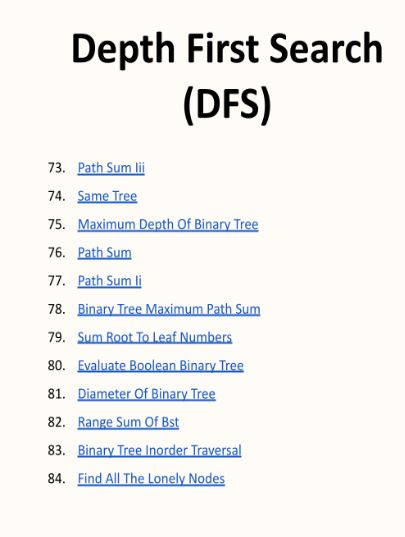 Depth First Search
(DFS)
73. Path Sum Iii
74. Same Tree
75. Maximum Depth Of Binary Tree
76. Path Sum
77. Path Sum Ii
78. Binary Tree Maximum Path Sum
79. Sum Root To Leaf Numbers
80. Evaluate Boolean Binary Tree
81. Diameter Of Binary Tree
82. Range Sum Of Bst
83. Binary Tree Inorder Traversal
84. Find All The Lonely Nodes